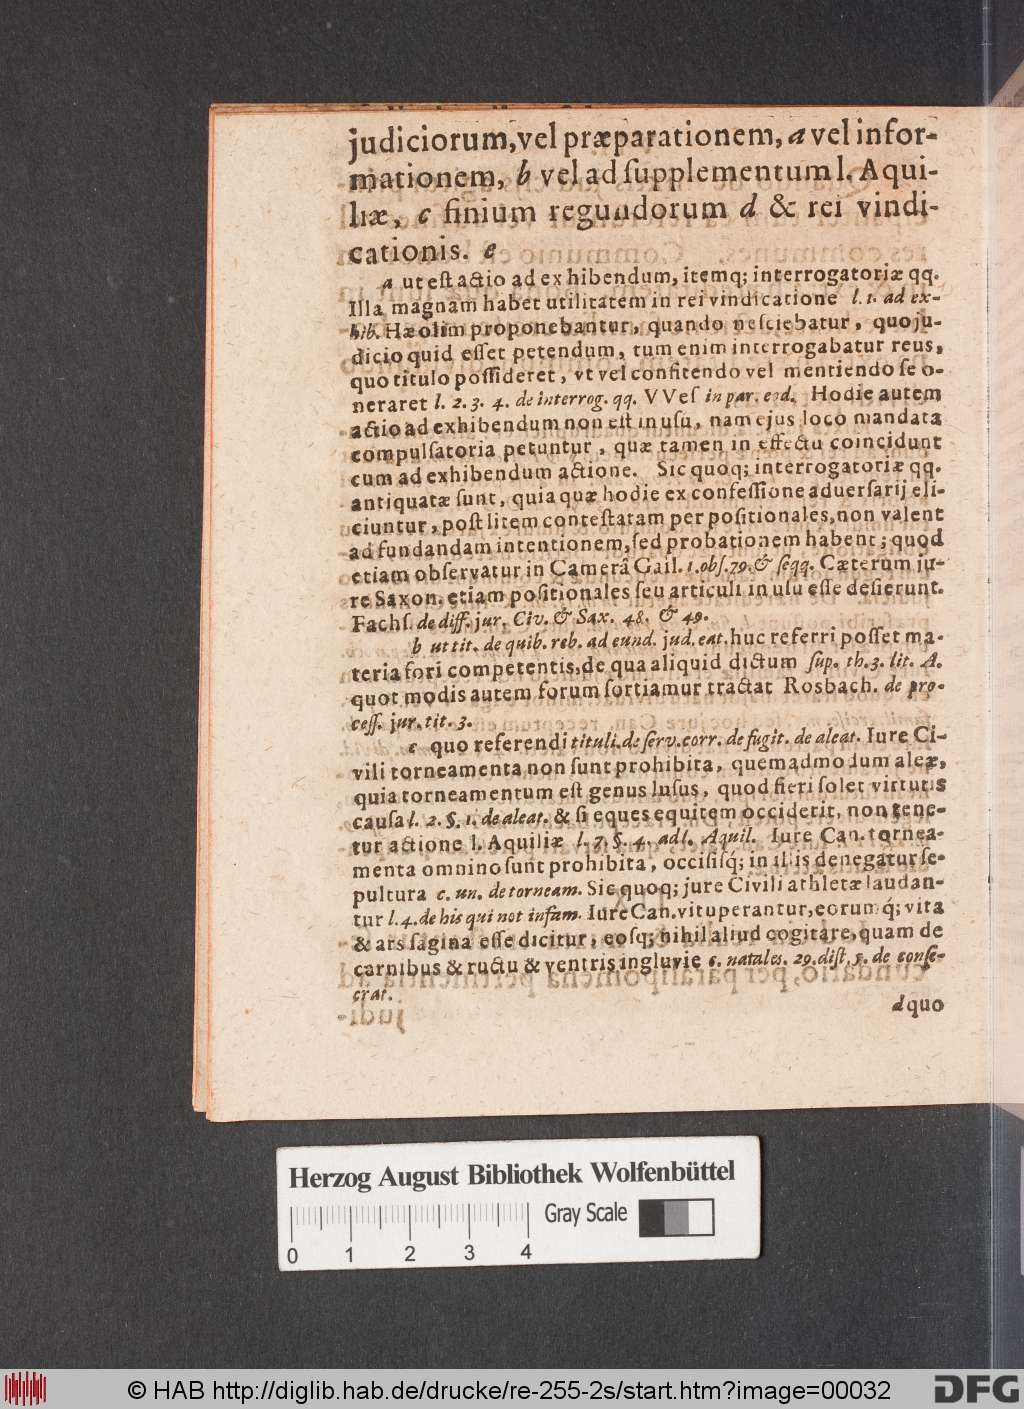 judiciorum, vel præparationem, a vel infor-
mationem, b vel ad ſupplementum l. Aqui-
liæ, c finium regundorum d & rei vindi-
cationis. e
a ut eſt actio ad exhibendum, itemq; interrogatoriæ qq.
Illa magnam habet utilitatem in rei vindicatione l. 1. ad ex-
hib. Hæ olim proponebantur, quando neſciebatur, quo ju-
dicio quid eſſet petendum, tum enim interrogabatur reus,
quo titulo poſſideret, vt vel confitendo vel mentiendo ſe o-
neraret l. 2. 3. 4. de interrog. qq. VVeſ in par. eod. Hodie autem
actio ad exhibendum non eſt in uſu, nam ejus loco mandata
compulſatoria petuntur, quæ tamen in effectu coincidunt
cum ad exhibendum actione. Sic quoq; interrogatoriæ qq.
antiquatæ ſunt, quia quæ hodie ex confeſſione aduerſarij eli-
ciuntur, poſt litem conteſtatam per poſitionales, non valent
ad fundandam intentionem, ſed probationem habent; quod
etiam obſervatur in Camerâ Gail. 1. obſ. 79. & ſeqq. Cæterum ju-
re Saxon. etiam poſitionales ſeu articuli in uſu eſſe deſierunt.
Fachſ. de diff. jur. Civ. & Sax. 48. & 49.
b ut tit. de quib. reb. ad eund. jud. eat. huc referri poſſet ma-
teria fori competentis, de qua aliquid dictum ſup. th. 3. lit. A.
quot modis autem forum ſortiamur tractat Rosbach. de pro-
ceſſ. jur. tit. 3.
c quo referendi tituli. de ſerv. corr. de fugit. de aleat. Iure Ci-
vili torneamenta non ſunt prohibita, quemadmodum aleæ,
quia torneamentum eſt genus luſus, quod fieri ſolet virtutis
cauſa l. 2. §. 1. de aleat. & ſi eques equitem occiderit, non tene-
tur actione l. Aquiliæ l. 7. §. 4. ad l. Aquil. Iure Can. tornea-
menta omnino ſunt prohibita, occiſisq́; in illis denegatur ſe-
pultura c. un. de torneam. Sic quoq; jure Civili athletæ laudan-
tur l. 4. de his qui not infam. Iure Can. vituperantur, eorumq́; vita
& ars ſagina eſſe dicitur, eoſq; nihil aliud cogitare, quam de
carnibus & ructu & ventris ingluvie c. natales. 29. diſt. 5. de conſe-
crat.
d quo
Herzog August Bibliothek Wolfenbüttel
Gray Scale
0 1 2 3 4
© HAB http://diglib.hab.de/drucke/re-255-2s/start.htm?image=00032
DFG